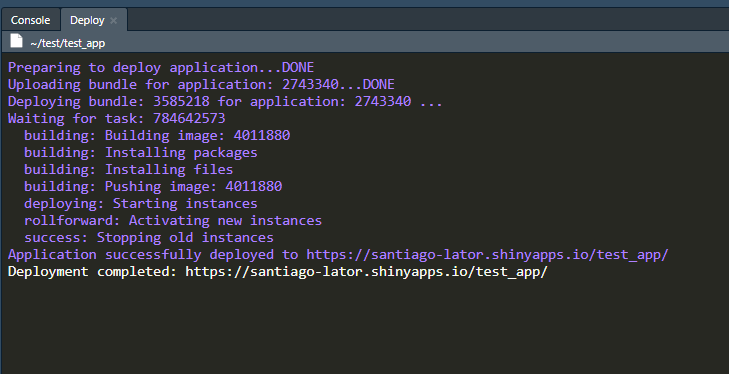 Console Deploy ×
~/test/test_app
Preparing to deploy application...DONE
Uploading bundle for application: 2743340...DONE
Deploying bundle: 3585218 for application: 2743340 ...
Waiting for task: 784642573
  building: Building image: 4011880
  building: Installing packages
  building: Installing files
  building: Pushing image: 4011880
  deploying: Starting instances
  rollforward: Activating new instances
  success: Stopping old instances
Application successfully deployed to https://santiago-lator.shinyapps.io/test_app/
Deployment completed: https://santiago-lator.shinyapps.io/test_app/